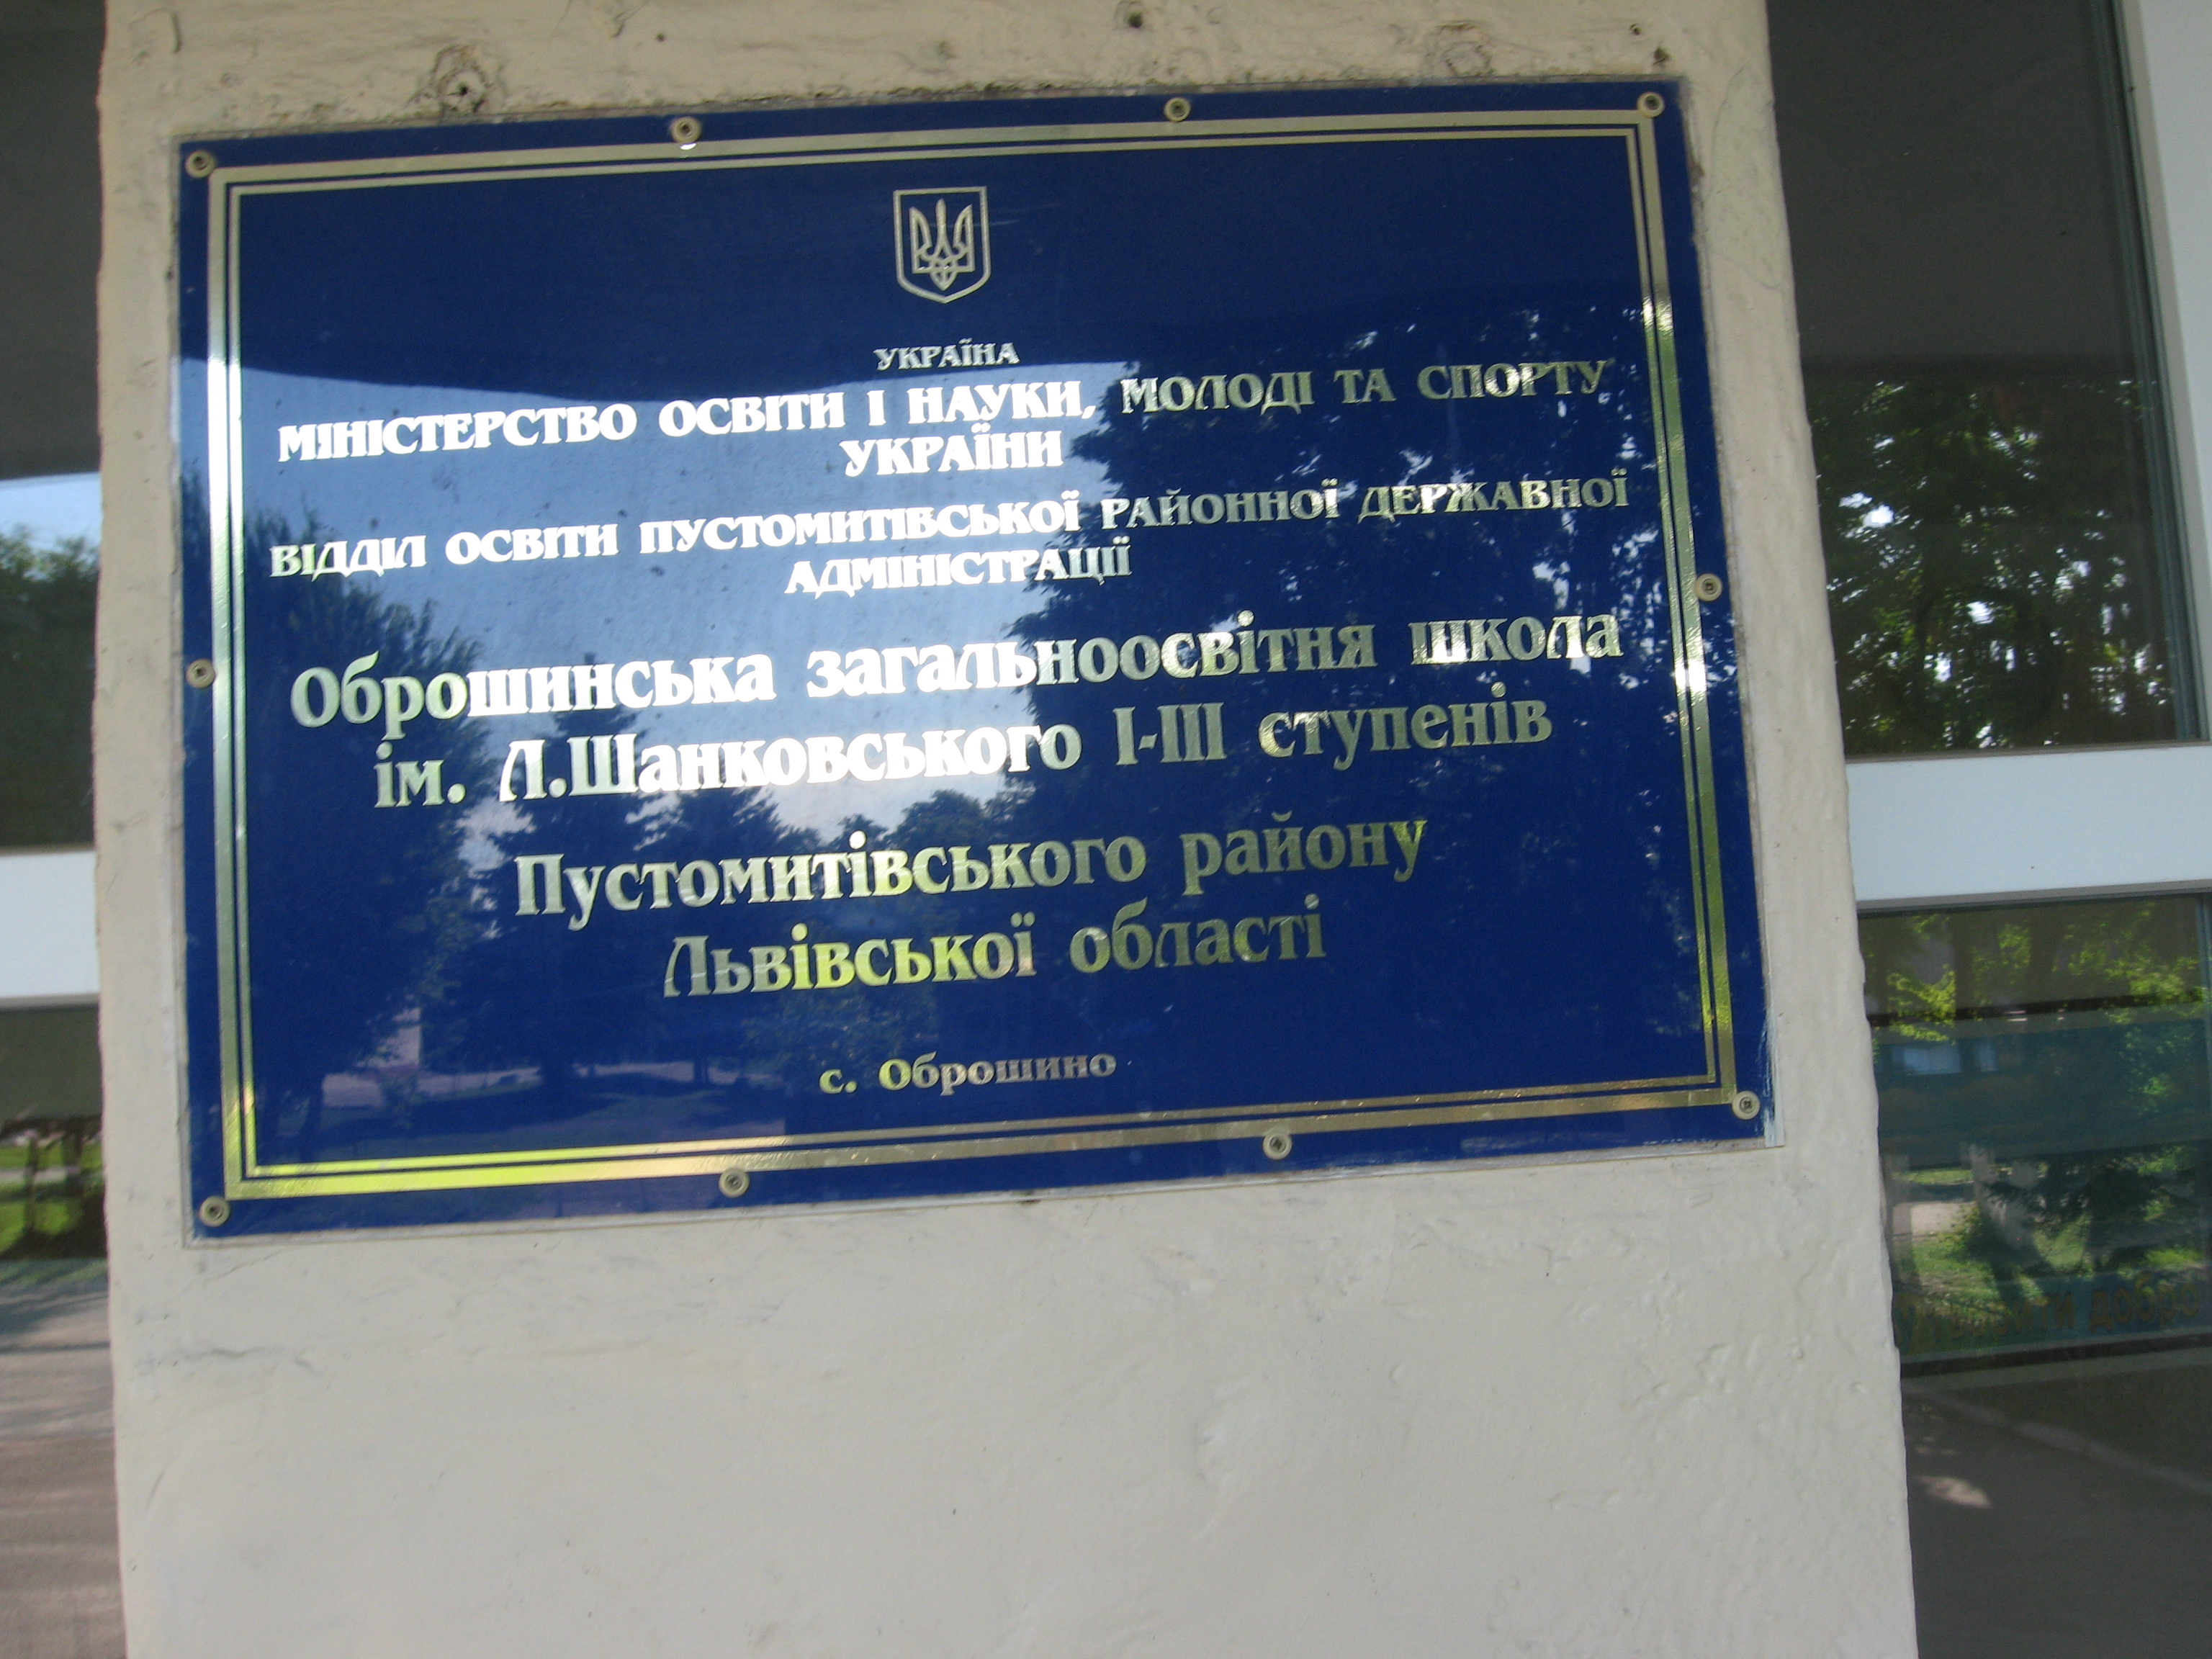 УКРАЇНА
МІНІСТЕРСТВО ОСВІТИ І НАУКИ, МОЛОДІ ТА СПОРТУ
УКРАЇНИ
ВІДДІЛ ОСВІТИ ПУСТОМИТІВСЬКОЇ РАЙОННОЇ ДЕРЖАВНОЇ
АДМІНІСТРАЦІЇ
Оброшинська загальноосвітня школа
ім. Л.Шанковського І-ІІІ ступенів
Пустомитівського району
Львівської області
с. Оброшино